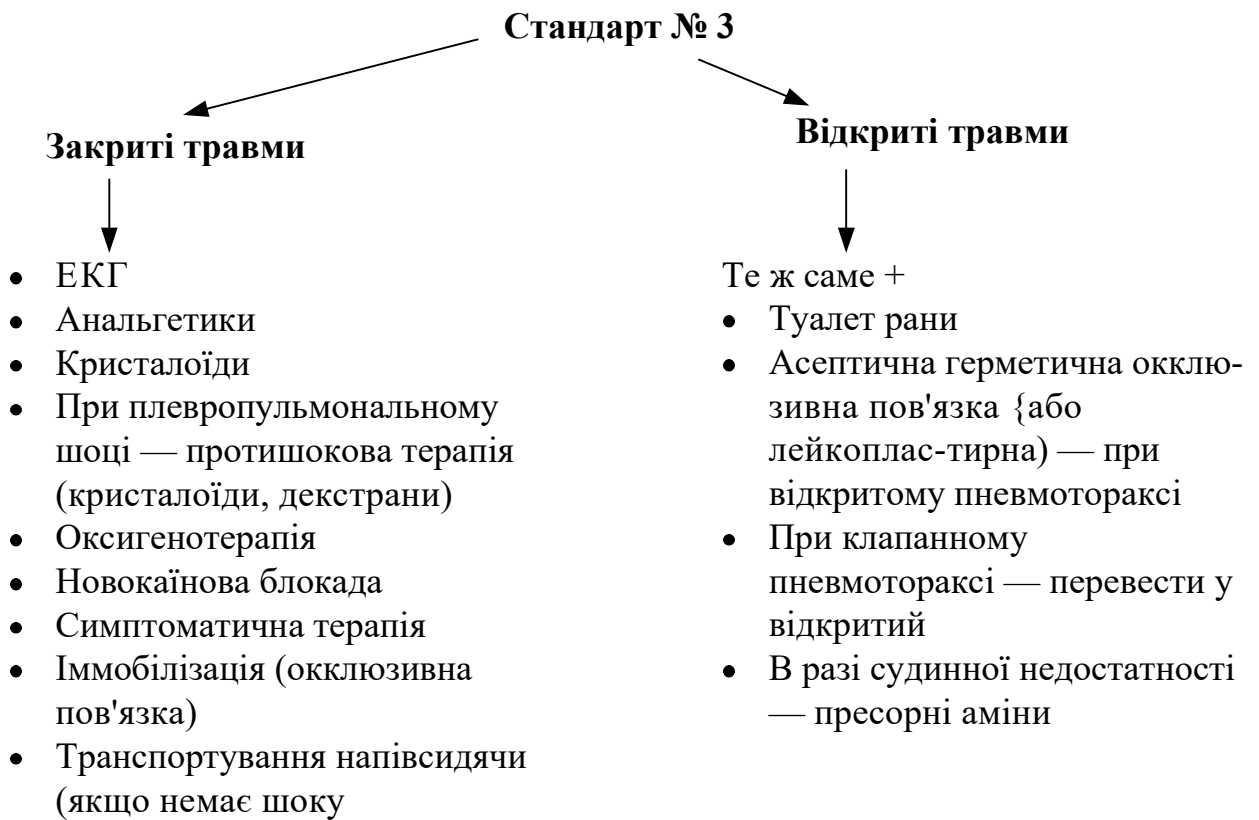 Стандарт № 3
Закриті травми
• ЕКГ
• Анальгетики
• Кристалоїди
• При плевропульмональному
шоці — протишокова терапія
(кристалоїди, декстрани)
• Оксигенотерапія
• Новокаїнова блокада
• Симптоматична терапія
• Іммобілізація (окклюзивна
пов'язка)
• Транспортування напівсидячи
(якщо немає шоку
Відкриті травми
Те ж саме +
• Туалет рани
• Асептична герметична окклю-
зивна пов'язка {або
лейкоплас-тирна) — при
відкритому пневмотораксі
• При клапанному
пневмотораксі — перевести у
відкритий
• В разі судинної недостатності
— пресорні аміни